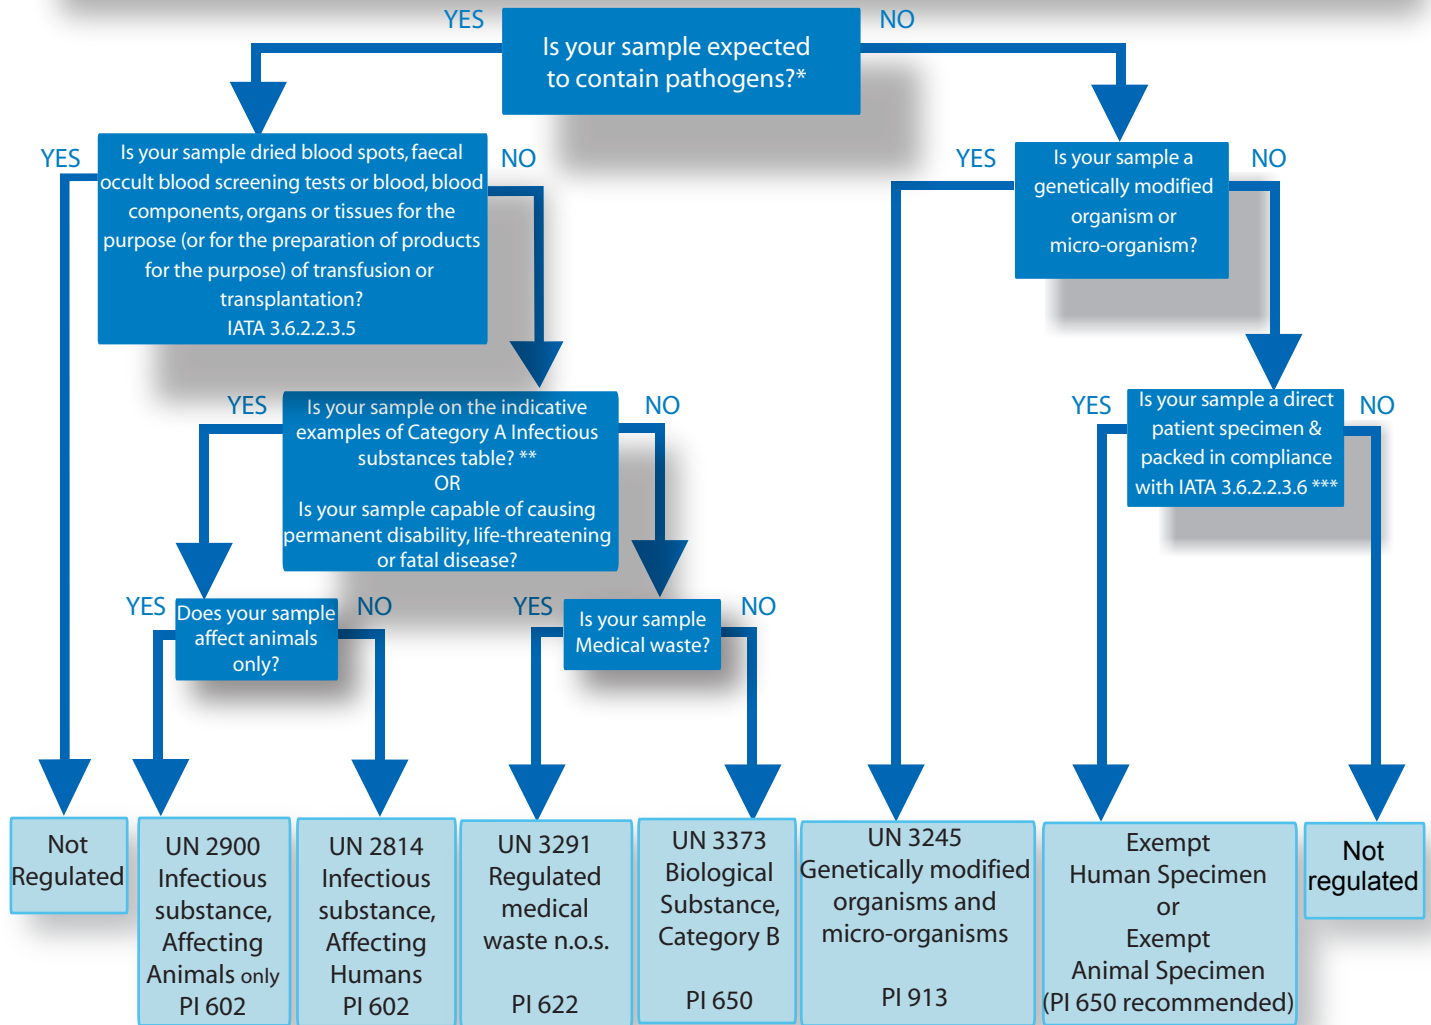 YES
NO
Is your sample expected
to contain pathogens?*
YES
Is your sample dried blood spots, faecal
occult blood screening tests or blood, blood
components, organs or tissues for the
purpose (or for the preparation of products
for the purpose) of transfusion or
transplantation?
IATA 3.6.2.2.3.5
NO
YES
Is your sample a
genetically modified
organism or
micro-organism?
NO
YES
Is your sample on the indicative
examples of Category A Infectious
substances table? **
OR
Is your sample capable of causing
permanent disability, life-threatening
or fatal disease?
NO
YES
Is your sample a direct
patient specimen &
packed in compliance
with IATA 3.6.2.2.3.6 ***
NO
YES
Does your sample
affect animals
only?
NO
YES
Is your sample
Medical waste?
NO
Not
Regulated
UN 2900
Infectious
substance,
Affecting
Animals only
PI 602
UN 2814
Infectious
substance,
Affecting
Humans
PI 602
UN 3291
Regulated
medical
waste n.o.s.
PI 622
UN 3373
Biological
Substance,
Category B
PI 650
UN 3245
Genetically modified
organisms and
micro-organisms
PI 913
Exempt
Human Specimen
or
Exempt
Animal Specimen
(PI 650 recommended)
Not
regulated